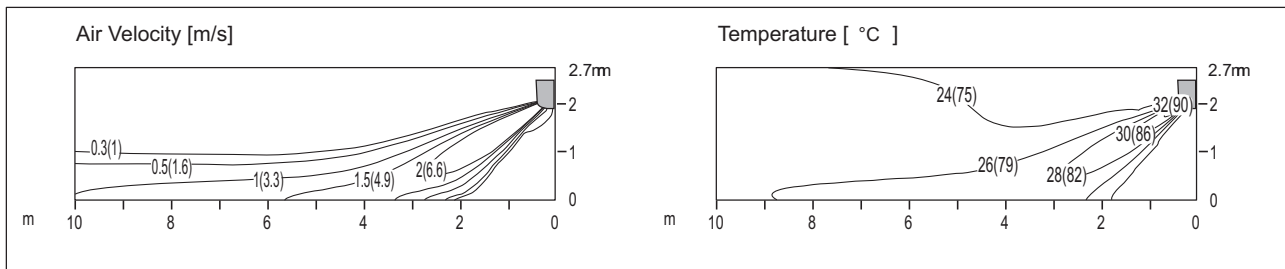 Air Velocity [m/s]
2.7m
2
1
0
0.3(1)
0.5(1.6)
1(3.3)
1.5(4.9)
2(6.6)
m
10 8 6 4 2 0
Temperature [ °C ]
2.7m
2
1
0
24(75)
32(90)
30(86)
26(79)
28(82)
m
10 8 6 4 2 0